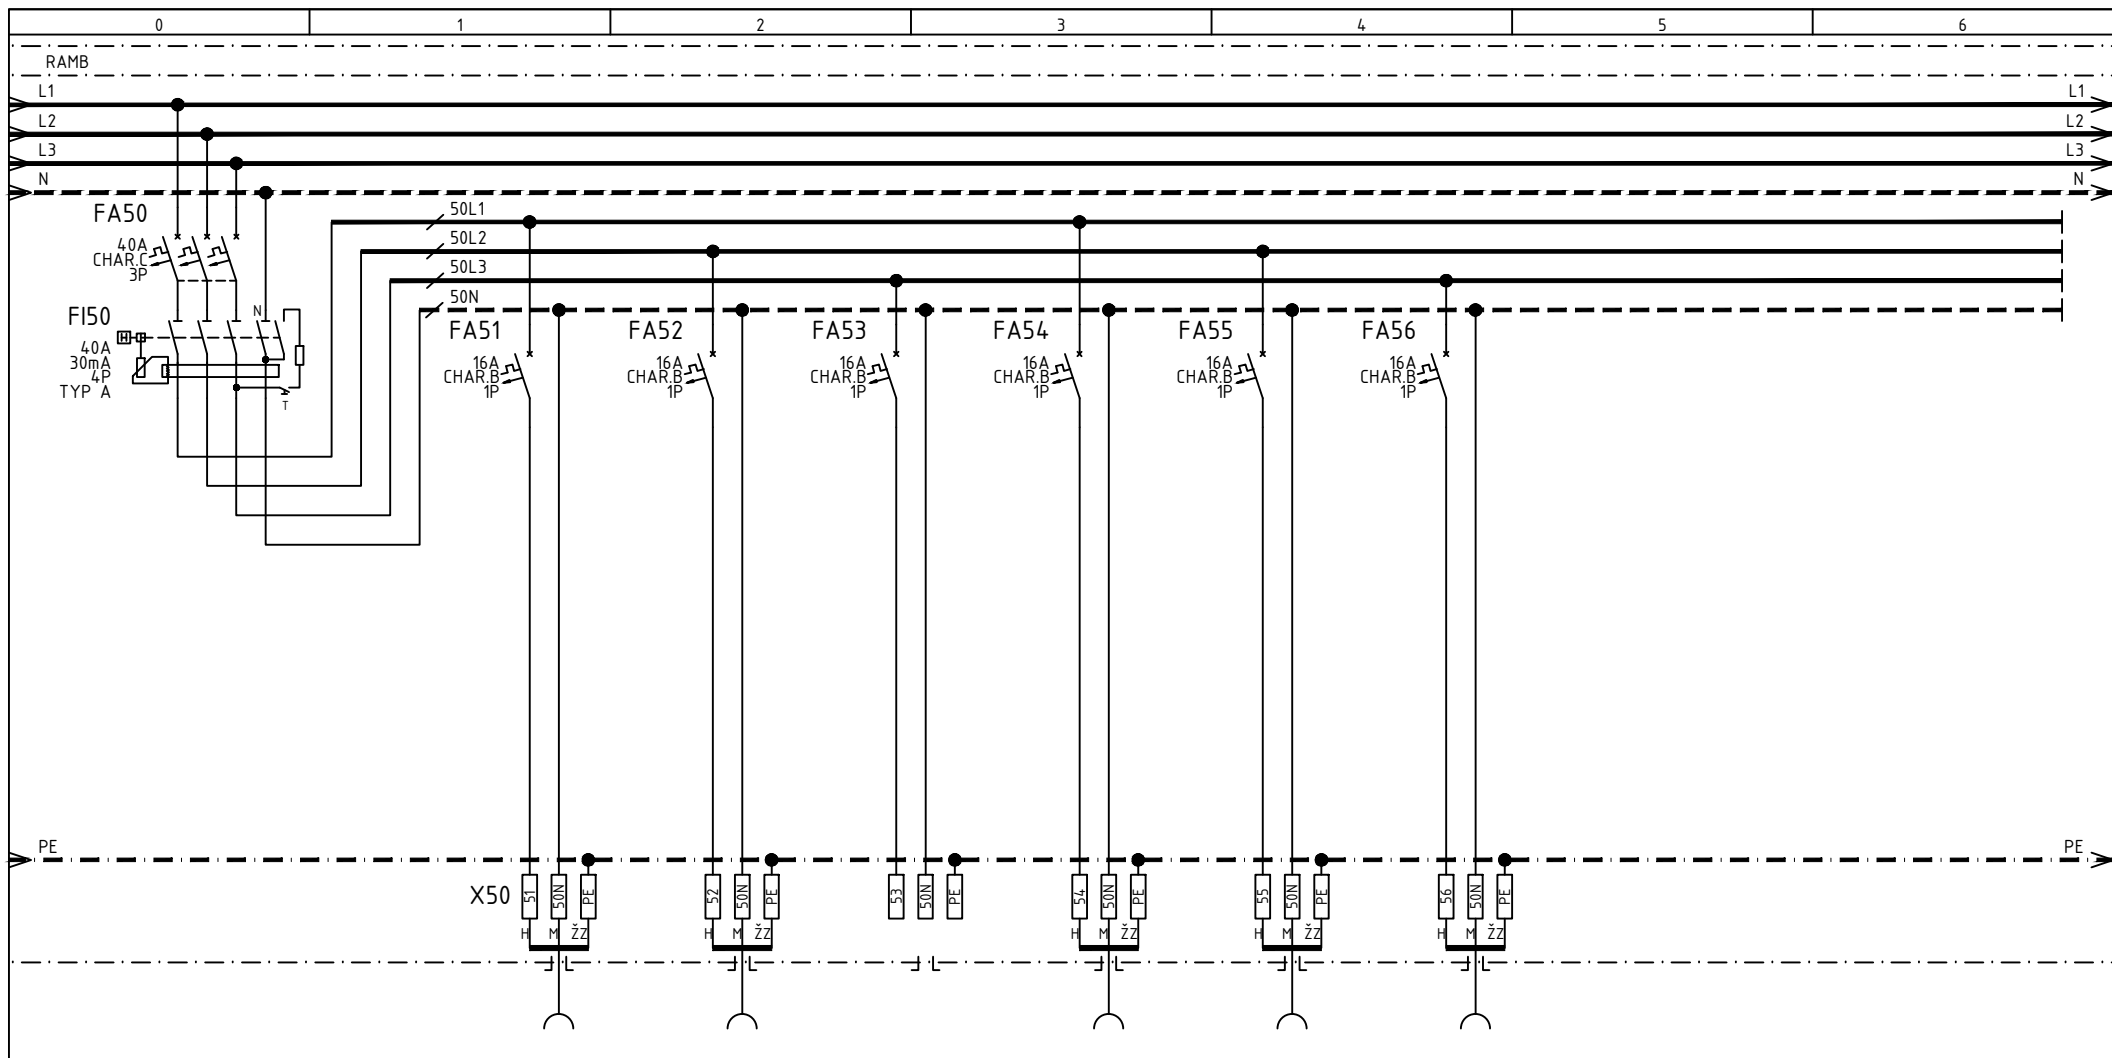 0 1 2 3 4 5 6
RAMB
L1 L1
L2 L2
L3 L3
N N
FA50
40A
CHAR.C
3P
50L1
50L2
50L3
50N
FI50
40A
30mA
4P
TYP A
N
T
FA51
16A
CHAR.B
1P
FA52
16A
CHAR.B
1P
FA53
16A
CHAR.B
1P
FA54
16A
CHAR.B
1P
FA55
16A
CHAR.B
1P
FA56
16A
CHAR.B
1P
H
PE PE
X50
51 50N PE
52 50N PE
53 50N PE
54 50N PE
55 50N PE
56 50N PE
H M ŽZ
H M ŽZ
H M ŽZ
H M ŽZ
H M ŽZ